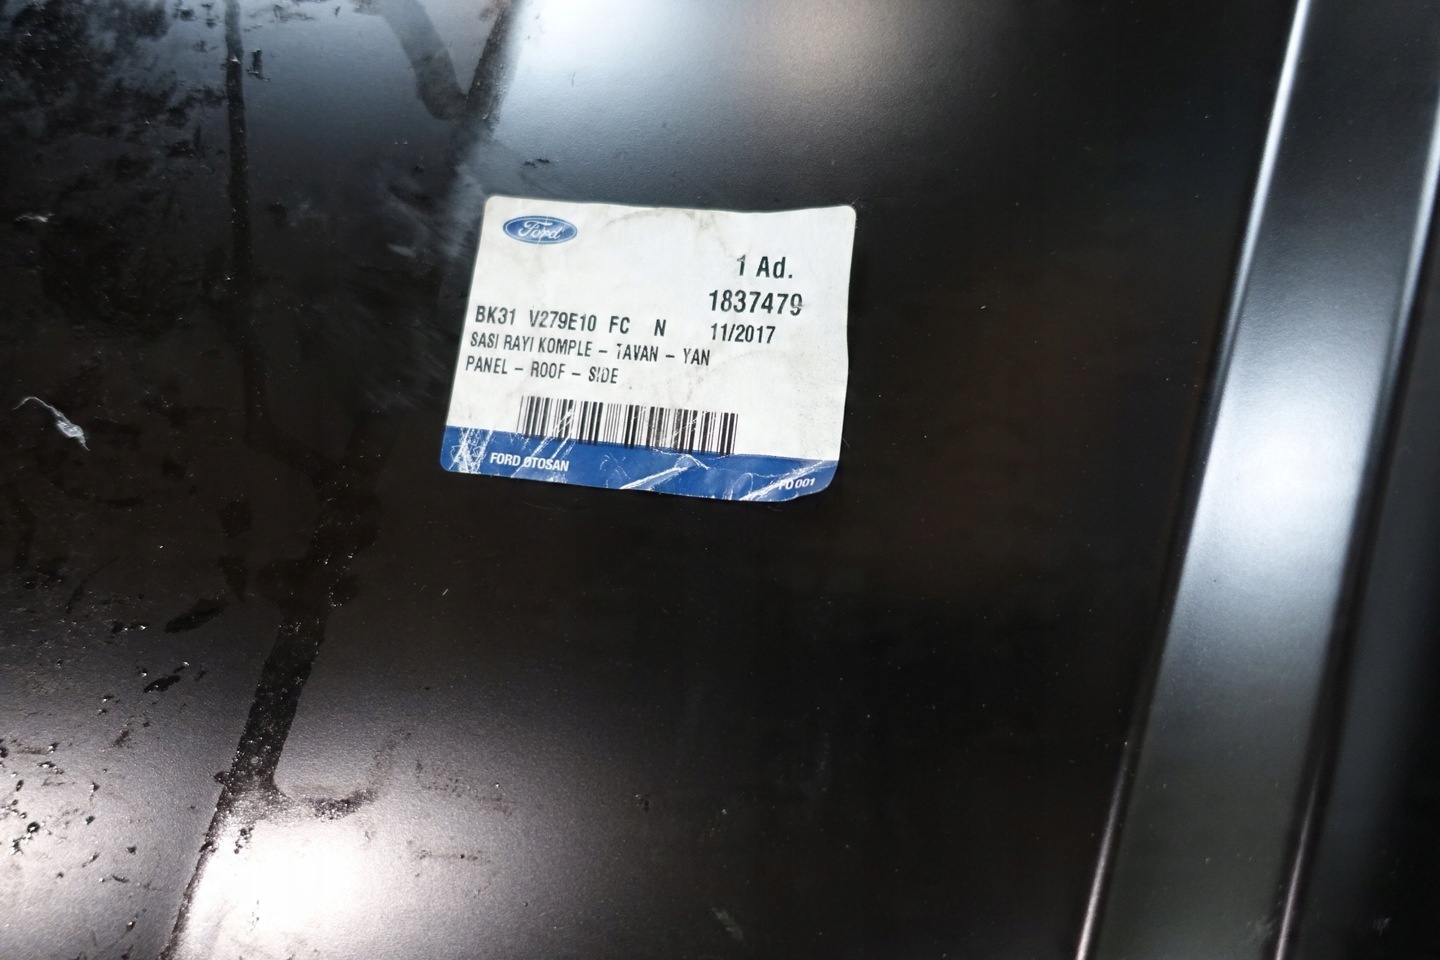 Ford
1 Ad.
1837479
BK31 V279E10 FC N 11/2017
SASI RAYI KOMPLE – TAVAN – YAN
PANEL – ROOF – SIDE
FORD OTOSAN
FO 001